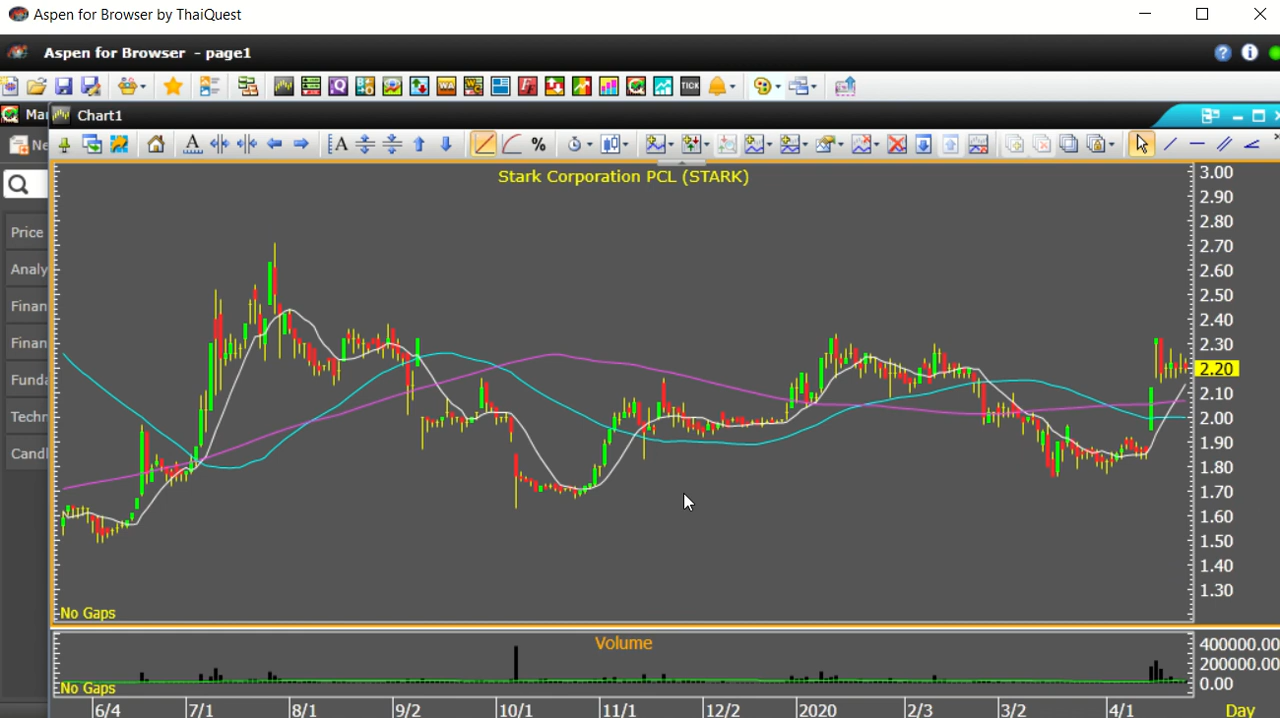 Aspen for Browser by ThaiQuest
Aspen for Browser - page1
WA
TICK
Mar
Chart1
Ne
A
A
%
Stark Corporation PCL (STARK)
Price
Analy
Finan
Finan
Funda
Techn
Candl
3.00
2.90
2.80
2.70
2.60
2.50
2.40
2.30
2.20
2.10
2.00
1.90
1.80
1.70
1.60
1.50
1.40
1.30
No Gaps
Volume
400000.00
200000.00
0.00
No Gaps
6/4 7/1 8/1 9/2 10/1 11/1 12/2 2020 2/3 3/2 4/1 Day